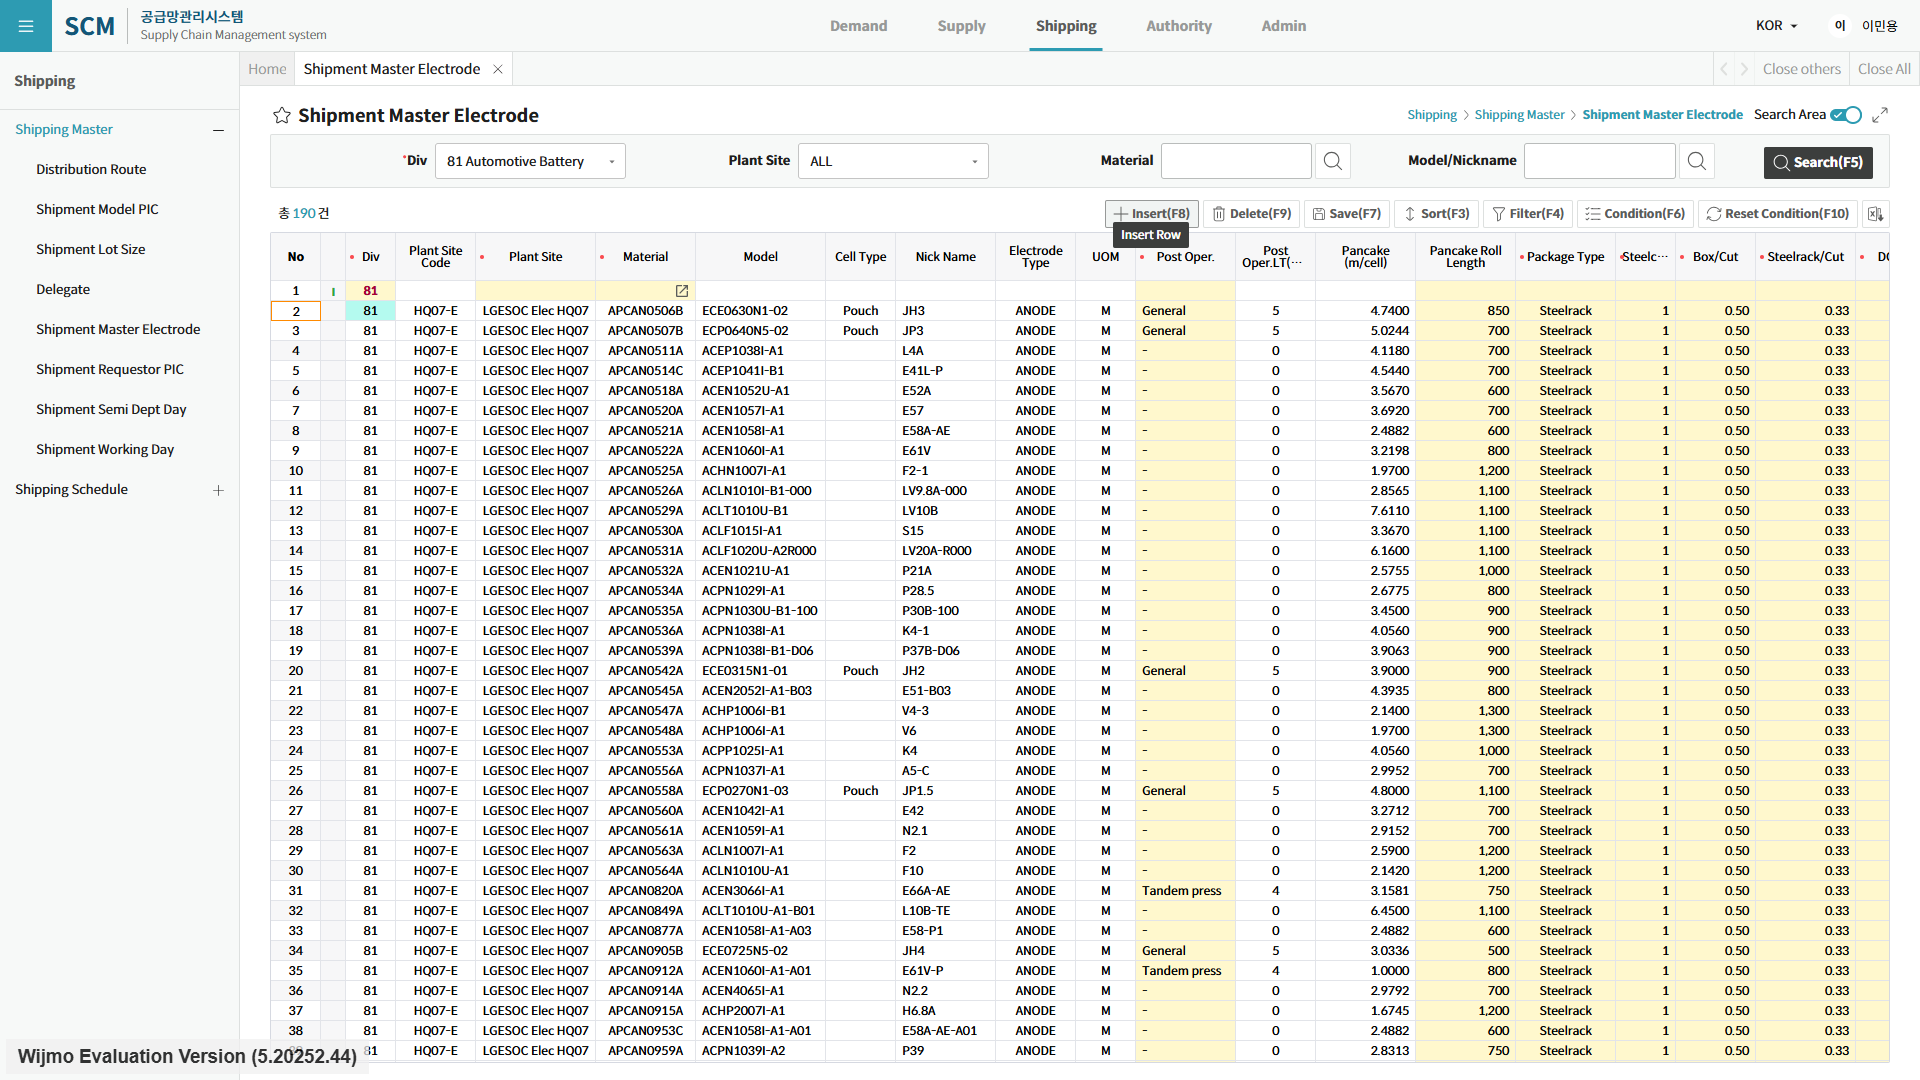 SCM 공급망관리시스템
Supply Chain Management system
Demand Supply Shipping Authority Admin
KOR 이 이민용
Shipping
Home Shipment Master Electrode
Close others Close All
Shipping Master
Distribution Route
Shipment Model PIC
Shipment Lot Size
Delegate
Shipment Master Electrode
Shipment Requestor PIC
Shipment Semi Dept Day
Shipment Working Day
Shipping Schedule
Shipment Master Electrode
Shipping > Shipping Master > Shipment Master Electrode Search Area
*Div 81 Automotive Battery Plant Site ALL Material Model/Nickname Search(F5)
총 190 건
Insert(F8) Delete(F9) Save(F7) Sort(F3) Filter(F4) Condition(F6) Reset Condition(F10)
Insert Row
No Div Plant Site Code Plant Site Material Model Cell Type Nick Name Electrode Type UOM Post Oper. Post Oper.LT(··· Pancake (m/cell) Pancake Roll Length Package Type Steelc··· Box/Cut Steelrack/Cut
1 I 81
2 81 HQ07-E LGESOC Elec HQ07 APCAN0506B ECE0630N1-02 Pouch JH3 ANODE M General 5 4.7400 850 Steelrack 1 0.50 0.33
3 81 HQ07-E LGESOC Elec HQ07 APCAN0507B ECP0640N5-02 Pouch JP3 ANODE M General 5 5.0244 700 Steelrack 1 0.50 0.33
4 81 HQ07-E LGESOC Elec HQ07 APCAN0511A ACEP1038I-A1 L4A ANODE M - 0 4.1180 700 Steelrack 1 0.50 0.33
5 81 HQ07-E LGESOC Elec HQ07 APCAN0514C ACEP1041I-B1 E41L-P ANODE M - 0 4.5440 700 Steelrack 1 0.50 0.33
6 81 HQ07-E LGESOC Elec HQ07 APCAN0518A ACEN1052U-A1 E52A ANODE M - 0 3.5670 600 Steelrack 1 0.50 0.33
7 81 HQ07-E LGESOC Elec HQ07 APCAN0520A ACEN1057I-A1 E57 ANODE M - 0 3.6920 700 Steelrack 1 0.50 0.33
8 81 HQ07-E LGESOC Elec HQ07 APCAN0521A ACEN1058I-A1 E58A-AE ANODE M - 0 2.4882 600 Steelrack 1 0.50 0.33
9 81 HQ07-E LGESOC Elec HQ07 APCAN0522A ACEN1060I-A1 E61V ANODE M - 0 3.2198 800 Steelrack 1 0.50 0.33
10 81 HQ07-E LGESOC Elec HQ07 APCAN0525A ACHN1007I-A1 F2-1 ANODE M - 0 1.9700 1,200 Steelrack 1 0.50 0.33
11 81 HQ07-E LGESOC Elec HQ07 APCAN0526A ACLN1010I-B1-000 LV9.8A-000 ANODE M - 0 2.8565 1,100 Steelrack 1 0.50 0.33
12 81 HQ07-E LGESOC Elec HQ07 APCAN0529A ACLT1010U-B1 LV10B ANODE M - 0 7.6110 1,100 Steelrack 1 0.50 0.33
13 81 HQ07-E LGESOC Elec HQ07 APCAN0530A ACLF1015I-A1 S15 ANODE M - 0 3.3670 1,100 Steelrack 1 0.50 0.33
14 81 HQ07-E LGESOC Elec HQ07 APCAN0531A ACLF1020U-A2R000 LV20A-R000 ANODE M - 0 6.1600 1,100 Steelrack 1 0.50 0.33
15 81 HQ07-E LGESOC Elec HQ07 APCAN0532A ACEN1021U-A1 P21A ANODE M - 0 2.5755 1,000 Steelrack 1 0.50 0.33
16 81 HQ07-E LGESOC Elec HQ07 APCAN0534A ACPN1029I-A1 P28.5 ANODE M - 0 2.6775 800 Steelrack 1 0.50 0.33
17 81 HQ07-E LGESOC Elec HQ07 APCAN0535A ACPN1030U-B1-100 P30B-100 ANODE M - 0 3.4500 900 Steelrack 1 0.50 0.33
18 81 HQ07-E LGESOC Elec HQ07 APCAN0536A ACPN1038I-A1 K4-1 ANODE M - 0 4.0560 900 Steelrack 1 0.50 0.33
19 81 HQ07-E LGESOC Elec HQ07 APCAN0539A ACPN1038I-B1-D06 P37B-D06 ANODE M - 0 3.9063 900 Steelrack 1 0.50 0.33
20 81 HQ07-E LGESOC Elec HQ07 APCAN0542A ECE0315N1-01 Pouch JH2 ANODE M General 5 3.9000 900 Steelrack 1 0.50 0.33
21 81 HQ07-E LGESOC Elec HQ07 APCAN0545A ACEN2052I-A1-B03 E51-B03 ANODE M - 0 4.3935 800 Steelrack 1 0.50 0.33
22 81 HQ07-E LGESOC Elec HQ07 APCAN0547A ACHP1006I-B1 V4-3 ANODE M - 0 2.1400 1,300 Steelrack 1 0.50 0.33
23 81 HQ07-E LGESOC Elec HQ07 APCAN0548A ACHP1006I-A1 V6 ANODE M - 0 1.9700 1,300 Steelrack 1 0.50 0.33
24 81 HQ07-E LGESOC Elec HQ07 APCAN0553A ACPP1025I-A1 K4 ANODE M - 0 4.0560 1,000 Steelrack 1 0.50 0.33
25 81 HQ07-E LGESOC Elec HQ07 APCAN0556A ACPN1037I-A1 A5-C ANODE M - 0 2.9952 700 Steelrack 1 0.50 0.33
26 81 HQ07-E LGESOC Elec HQ07 APCAN0558A ECP0270N1-03 Pouch JP1.5 ANODE M General 5 4.8000 1,100 Steelrack 1 0.50 0.33
27 81 HQ07-E LGESOC Elec HQ07 APCAN0560A ACEN1042I-A1 E42 ANODE M - 0 3.2712 700 Steelrack 1 0.50 0.33
28 81 HQ07-E LGESOC Elec HQ07 APCAN0561A ACEN1059I-A1 N2.1 ANODE M - 0 2.9152 700 Steelrack 1 0.50 0.33
29 81 HQ07-E LGESOC Elec HQ07 APCAN0563A ACLN1007I-A1 F2 ANODE M - 0 2.5900 1,200 Steelrack 1 0.50 0.33
30 81 HQ07-E LGESOC Elec HQ07 APCAN0564A ACLN1010U-A1 F10 ANODE M - 0 2.1420 1,200 Steelrack 1 0.50 0.33
31 81 HQ07-E LGESOC Elec HQ07 APCAN0820A ACEN3066I-A1 E66A-AE ANODE M Tandem press 4 3.1581 750 Steelrack 1 0.50 0.33
32 81 HQ07-E LGESOC Elec HQ07 APCAN0849A ACLT1010U-A1-B01 L10B-TE ANODE M - 0 6.4500 1,100 Steelrack 1 0.50 0.33
33 81 HQ07-E LGESOC Elec HQ07 APCAN0877A ACEN1058I-A1-A03 E58-P1 ANODE M - 0 2.4882 600 Steelrack 1 0.50 0.33
34 81 HQ07-E LGESOC Elec HQ07 APCAN0905B ECE0725N5-02 JH4 ANODE M General 5 3.0336 500 Steelrack 1 0.50 0.33
35 81 HQ07-E LGESOC Elec HQ07 APCAN0912A ACEN1060I-A1-A01 E61V-P ANODE M Tandem press 4 1.0000 800 Steelrack 1 0.50 0.33
36 81 HQ07-E LGESOC Elec HQ07 APCAN0914A ACEN4065I-A1 N2.2 ANODE M - 0 2.9792 700 Steelrack 1 0.50 0.33
37 81 HQ07-E LGESOC Elec HQ07 APCAN0915A ACHP2007I-A1 H6.8A ANODE M - 0 1.6745 1,200 Steelrack 1 0.50 0.33
38 81 HQ07-E LGESOC Elec HQ07 APCAN0953C ACEN1058I-A1-A01 E58A-AE-A01 ANODE M - 0 2.4882 600 Steelrack 1 0.50 0.33
81 HQ07-E LGESOC Elec HQ07 APCAN0959A ACPN1039I-A2 P39 ANODE M - 0 2.8313 750 Steelrack 1 0.50 0.33
Wijmo Evaluation Version (5.20252.44)